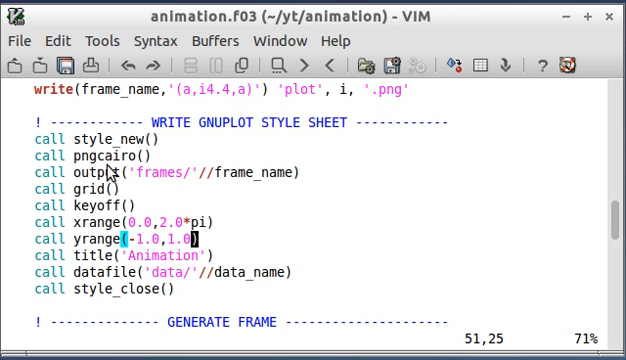 animation.f03 (~/yt/animation) - VIM
File Edit Tools Syntax Buffers Window Help
write(frame_name,'(a,i4.4,a)') 'plot', i, '.png'
! ------------ WRITE GNUPLOT STYLE SHEET ------------
call style_new()
call pngcairo()
call output('frames/'//frame_name)
call grid()
call keyoff()
call xrange(0.0,2.0*pi)
call yrange(-1.0,1.0)
call title('Animation')
call datafile('data/'//data_name)
call style_close()
! ------------- GENERATE FRAME --------------------
51,25 71%